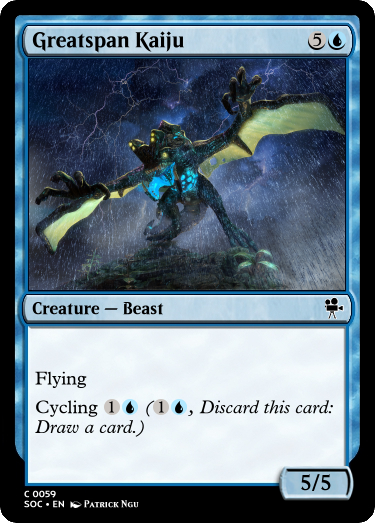 Greatspan Kaiju 5
Creature — Beast
Flying
Cycling 1 (1, Discard this card:
Draw a card.)
5/5
C 0059
SOC • EN Patrick Ngu